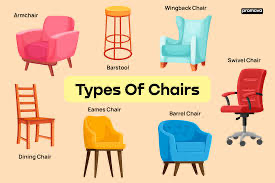 promova
Wingback Chair
Armchair
Swivel Chair
Barstool
Types Of Chairs
Eames Chair
Barrel Chair
Dining Chair